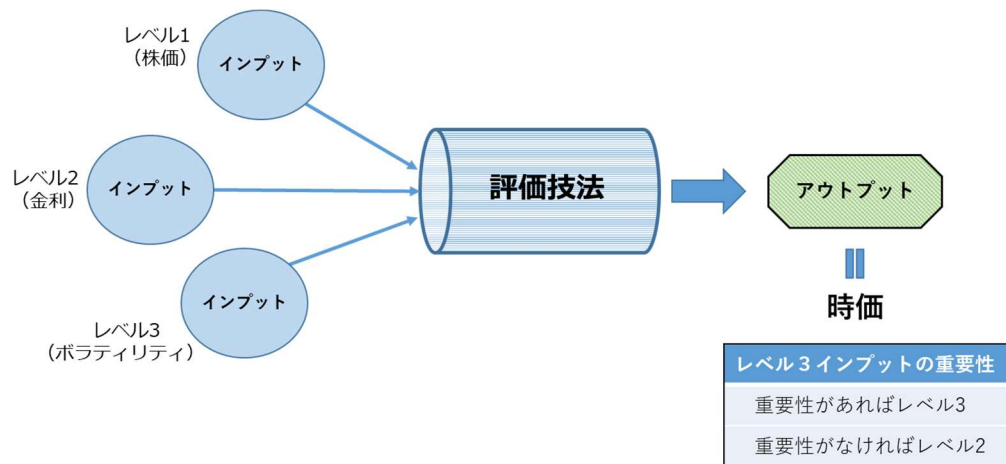 レベル1
（株価）
インプット
レベル2
（金利）
インプット
レベル3
（ボラティリティ）
インプット
評価技法
アウトプット
時価
レベル３インプットの重要性
重要性があればレベル3
重要性がなければレベル2